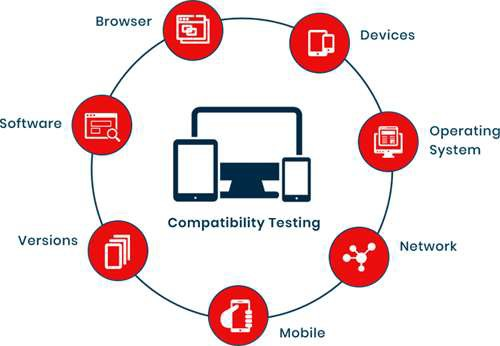 Browser
Devices
Software
Operating
System
Compatibility Testing
Versions
Network
Mobile